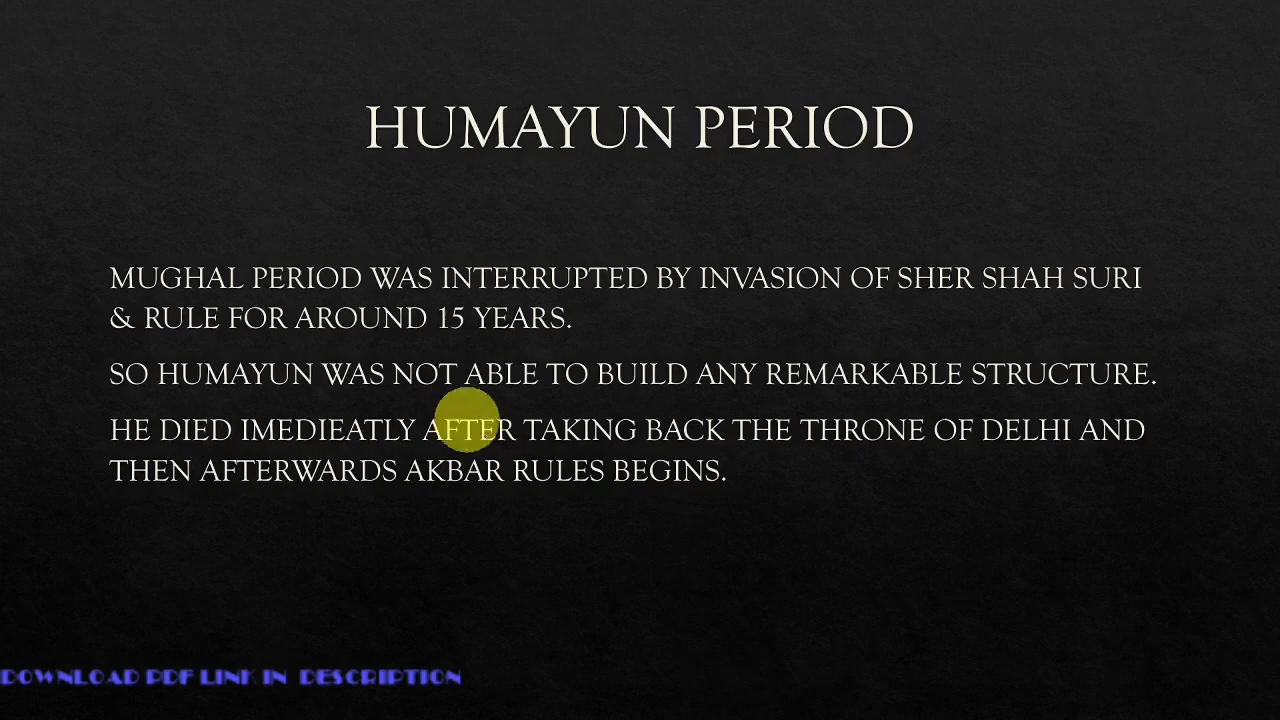 HUMAYUN PERIOD
MUGHAL PERIOD WAS INTERRUPTED BY INVASION OF SHER SHAH SURI
& RULE FOR AROUND 15 YEARS.
SO HUMAYUN WAS NOT ABLE TO BUILD ANY REMARKABLE STRUCTURE.
HE DIED IMEDIEATLY AFTER TAKING BACK THE THRONE OF DELHI AND
THEN AFTERWARDS AKBAR RULES BEGINS.
DOWNLOAD PDF LINK IN DESCRIPTION